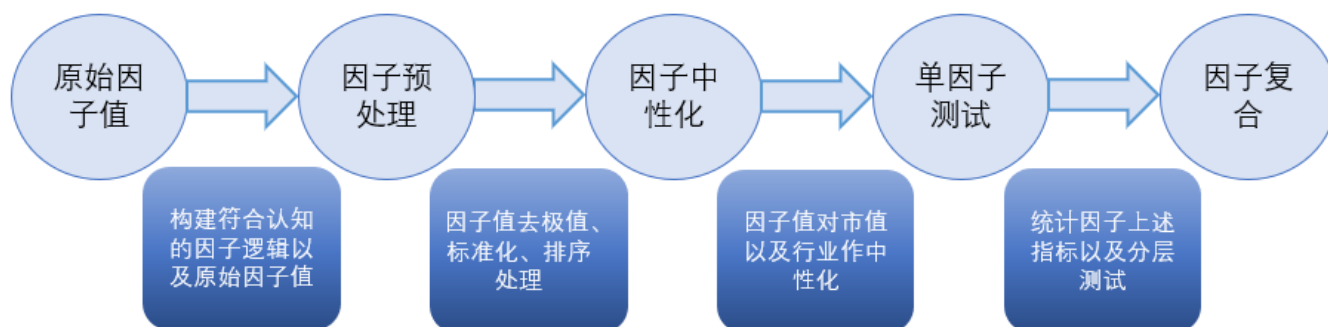 原始因
子值
因子预
处理
因子中
性化
单因子
测试
因子复
合
构建符合认知
的因子逻辑以
及原始因子值
因子值去极值、
标准化、排序
处理
因子值对市值
以及行业作中
性化
统计因子上述
指标以及分层
测试